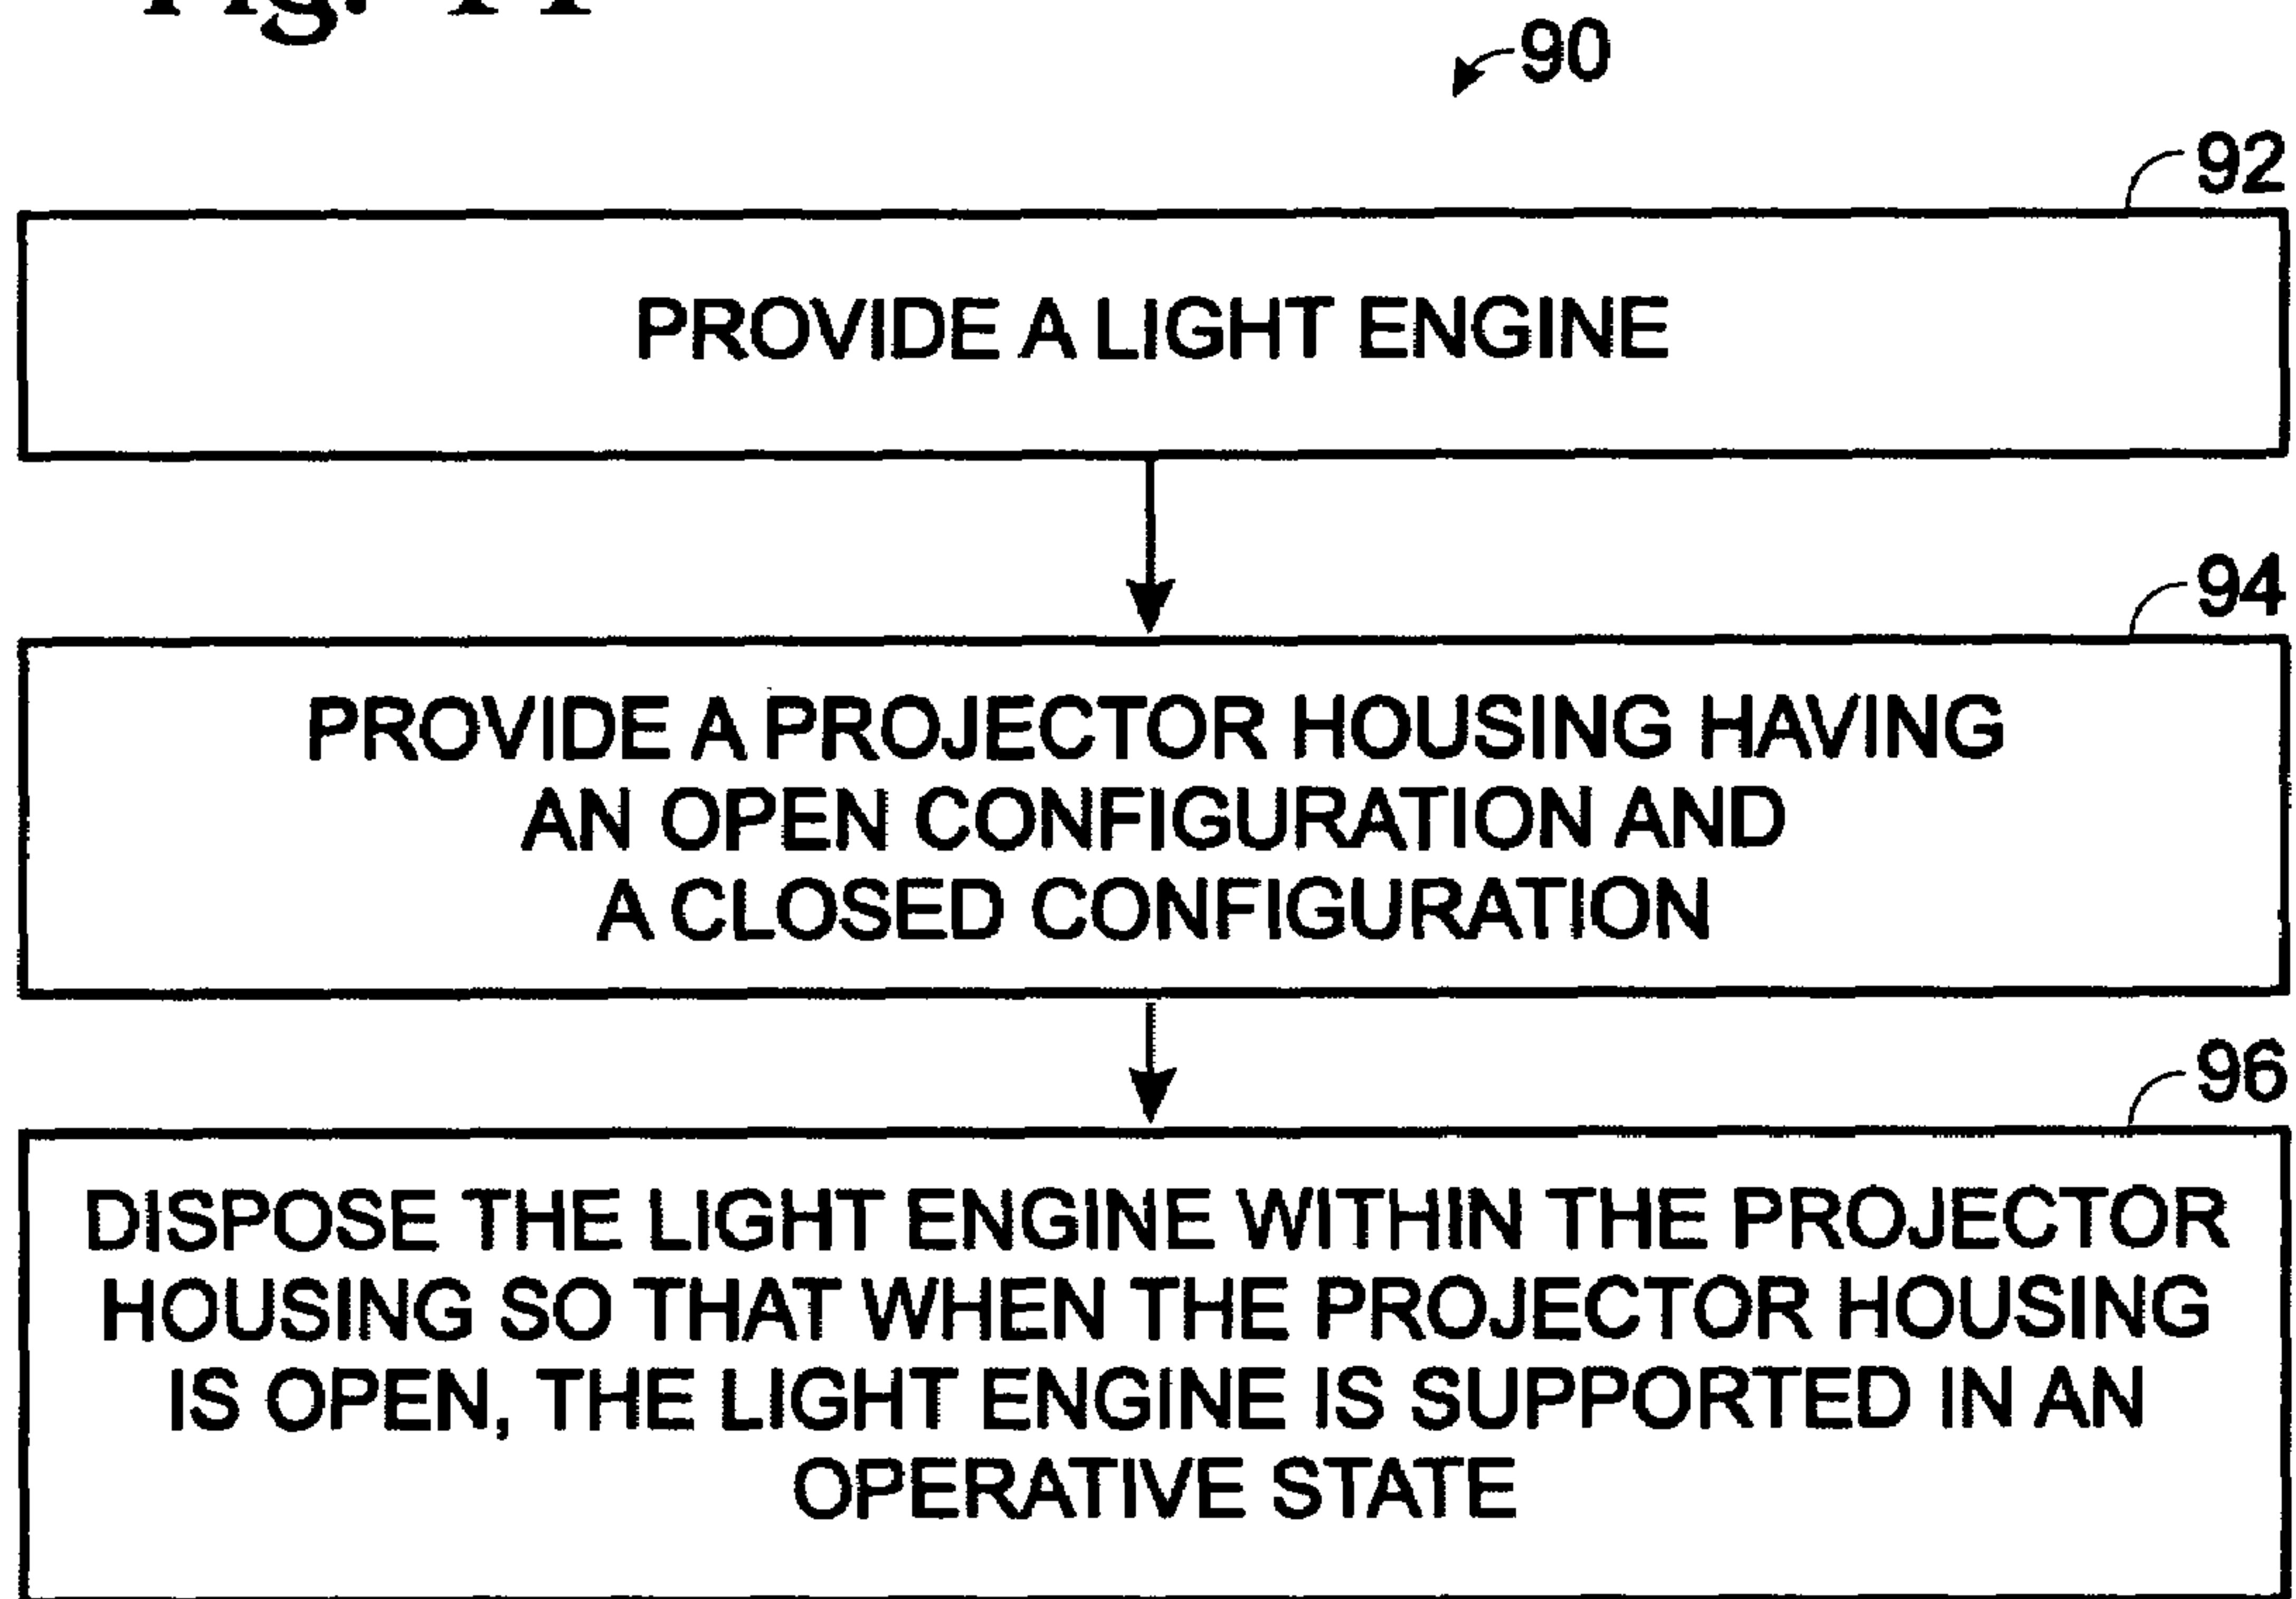 90
92
PROVIDE A LIGHT ENGINE
94
PROVIDE A PROJECTOR HOUSING HAVING
AN OPEN CONFIGURATION AND
A CLOSED CONFIGURATION
96
DISPOSE THE LIGHT ENGINE WITHIN THE PROJECTOR
HOUSING SO THAT WHEN THE PROJECTOR HOUSING
IS OPEN, THE LIGHT ENGINE IS SUPPORTED IN AN
OPERATIVE STATE